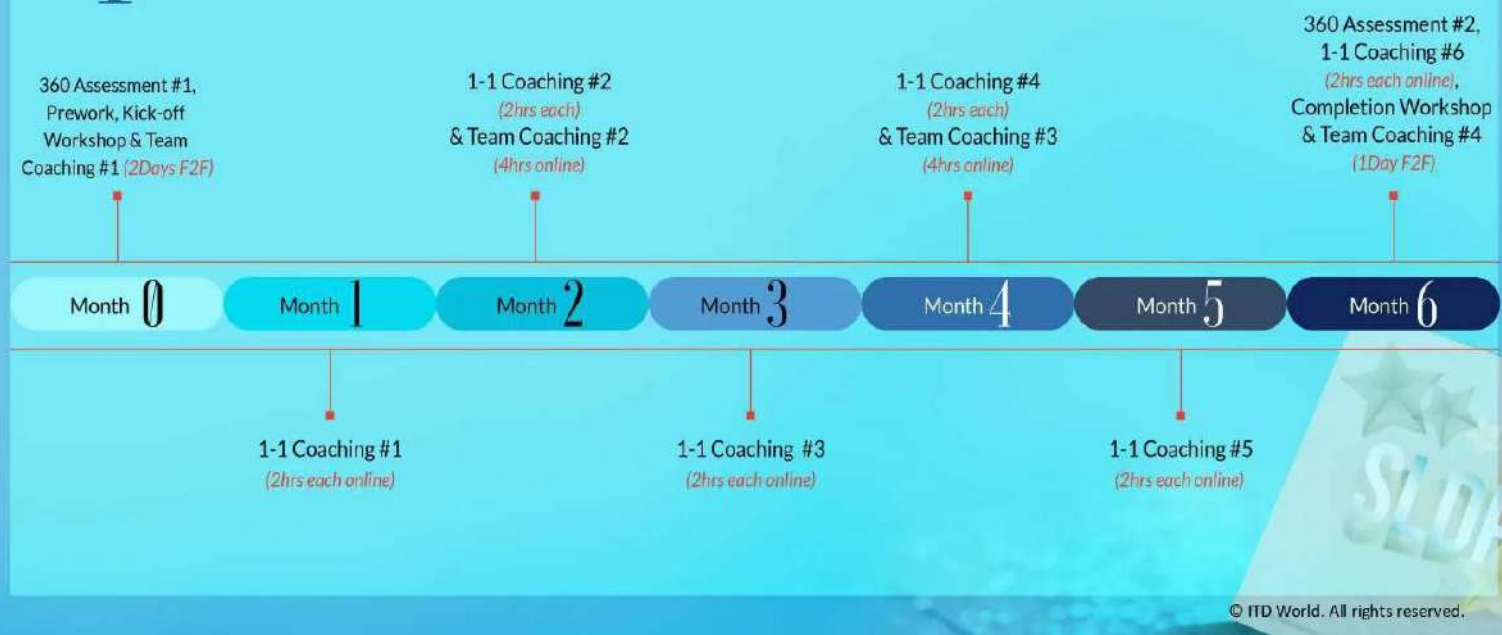 360 Assessment #1,
Prework, Kick-off
Workshop & Team
Coaching #1 (2Days F2F)
1-1 Coaching #2
(2hrs each)
& Team Coaching #2
(4hrs online)
1-1 Coaching #4
(2hrs each)
& Team Coaching #3
(4hrs online)
360 Assessment #2,
1-1 Coaching #6
(2hrs each online),
Completion Workshop
& Team Coaching #4
(1Day F2F)
Month 0
Month 1
Month 2
Month 3
Month 4
Month 5
Month 6
1-1 Coaching #1
(2hrs each online)
1-1 Coaching #3
(2hrs each online)
1-1 Coaching #5
(2hrs each online)
© ITD World. All rights reserved.